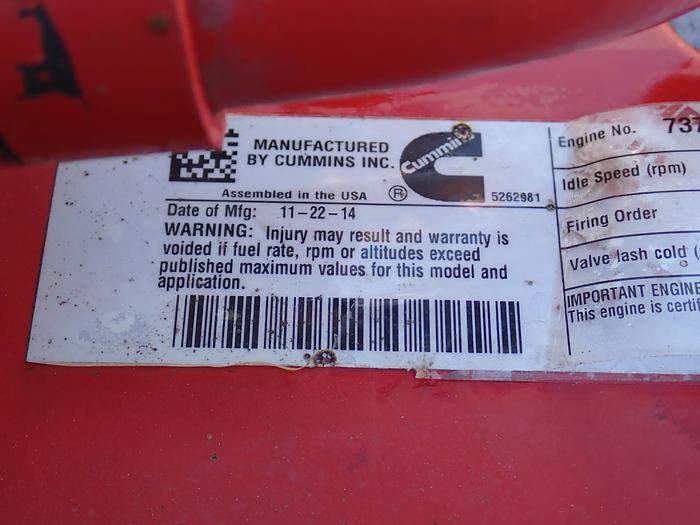 MANUFACTURED
BY CUMMINS INC.
Cummins
®
Assembled in the USA
5262981
Date of Mfg: 11-22-14
WARNING: Injury may result and warranty is
voided if fuel rate, rpm or altitudes exceed
published maximum values for this model and
application.
Engine No. 737
Idle Speed (rpm)
Firing Order
Valve lash cold (
IMPORTANT ENGINE
This engine is certi